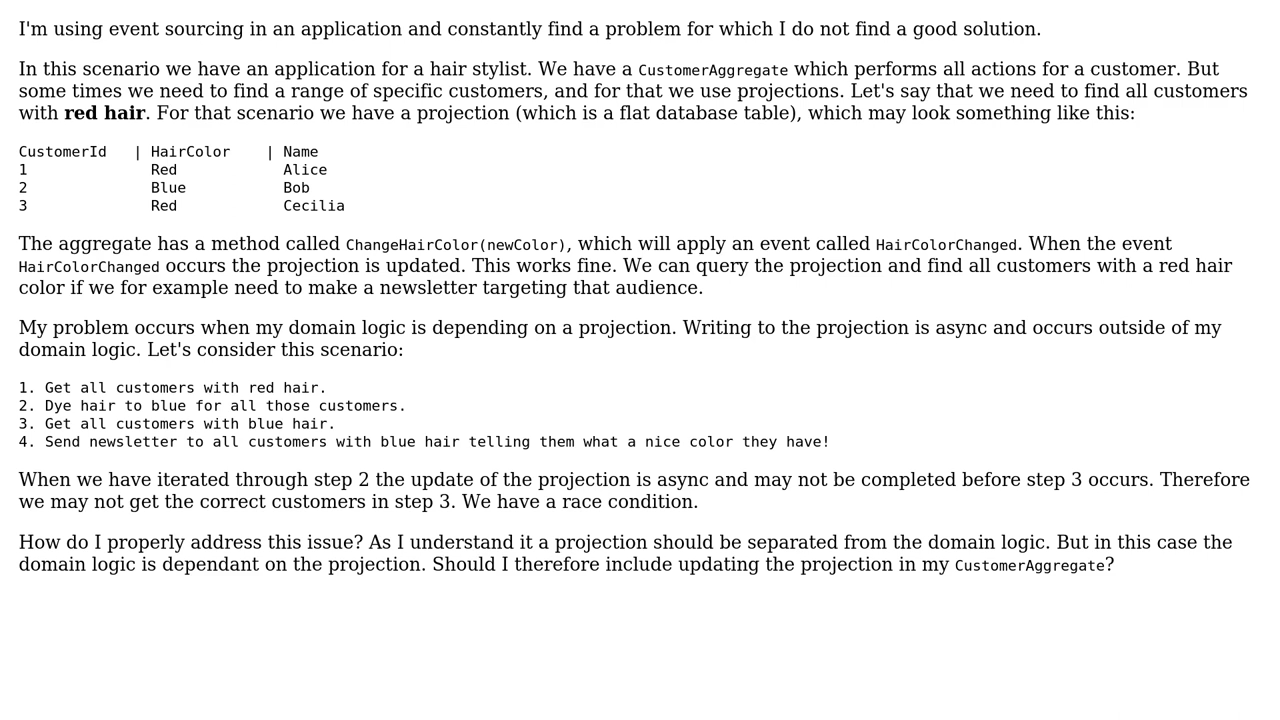 I'm using event sourcing in an application and constantly find a problem for which I do not find a good solution.
In this scenario we have an application for a hair stylist. We have a CustomerAggregate which performs all actions for a customer. But
some times we need to find a range of specific customers, and for that we use projections. Let's say that we need to find all customers
with red hair. For that scenario we have a projection (which is a flat database table), which may look something like this:
CustomerId   | HairColor    | Name
1              Red            Alice
2              Blue           Bob
3              Red            Cecilia
The aggregate has a method called ChangeHairColor(newColor), which will apply an event called HairColorChanged. When the event
HairColorChanged occurs the projection is updated. This works fine. We can query the projection and find all customers with a red hair
color if we for example need to make a newsletter targeting that audience.
My problem occurs when my domain logic is depending on a projection. Writing to the projection is async and occurs outside of my
domain logic. Let's consider this scenario:
1. Get all customers with red hair.
2. Dye hair to blue for all those customers.
3. Get all customers with blue hair.
4. Send newsletter to all customers with blue hair telling them what a nice color they have!
When we have iterated through step 2 the update of the projection is async and may not be completed before step 3 occurs. Therefore
we may not get the correct customers in step 3. We have a race condition.
How do I properly address this issue? As I understand it a projection should be separated from the domain logic. But in this case the
domain logic is dependant on the projection. Should I therefore include updating the projection in my CustomerAggregate?